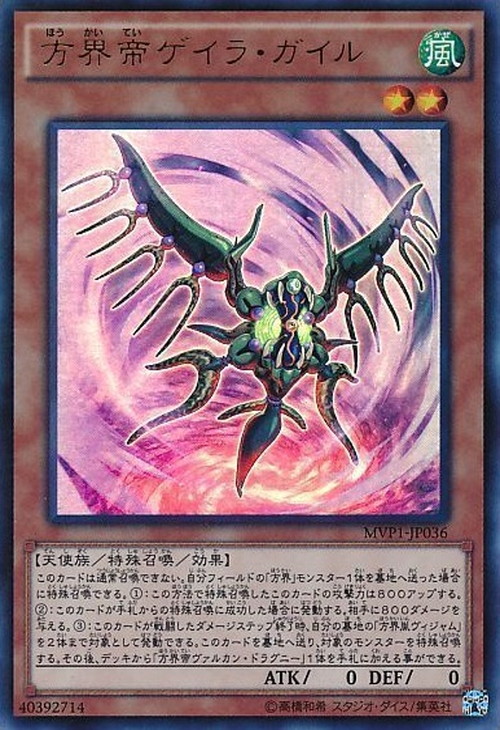 方界帝ゲイラ・ガイル
風
MVP1-JP036
【天使族／特殊召喚／効果】
このカードは通常召喚できない。自分フィールドの「方界」モンスター1体を墓地へ送った場合
に特殊召喚できる。①：この方法で特殊召喚したこのカードの攻撃力は800アップする。
②：このカードが手札からの特殊召喚に成功した場合に発動する。相手に800ダメージを
与える。③：このカードが戦闘したダメージステップ終了時、自分の墓地の「方界胤ヴィジャム」
を2体まで対象として発動できる。このカードを墓地へ送り、対象のモンスターを特殊召喚
する。その後、デッキから「方界帝ヴァルカン・ドラグニー」1体を手札に加える事ができる。
ATK/ 0 DEF/ 0
40392714
©高橋和希 スタジオ・ダイス/集英社